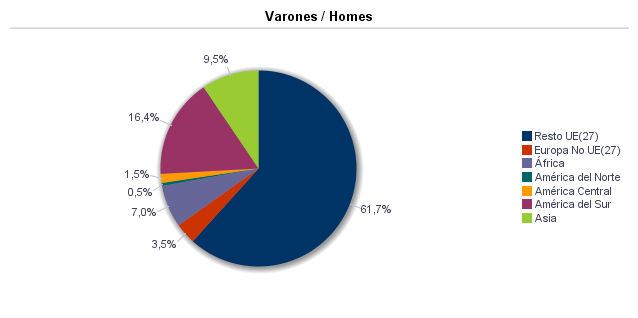 Varones / Homes
9,5%
16,4%
1,5%
0,5%
7,0%
3,5%
61,7%
Resto UE(27)
Europa No UE(27)
África
América del Norte
América Central
América del Sur
Asia